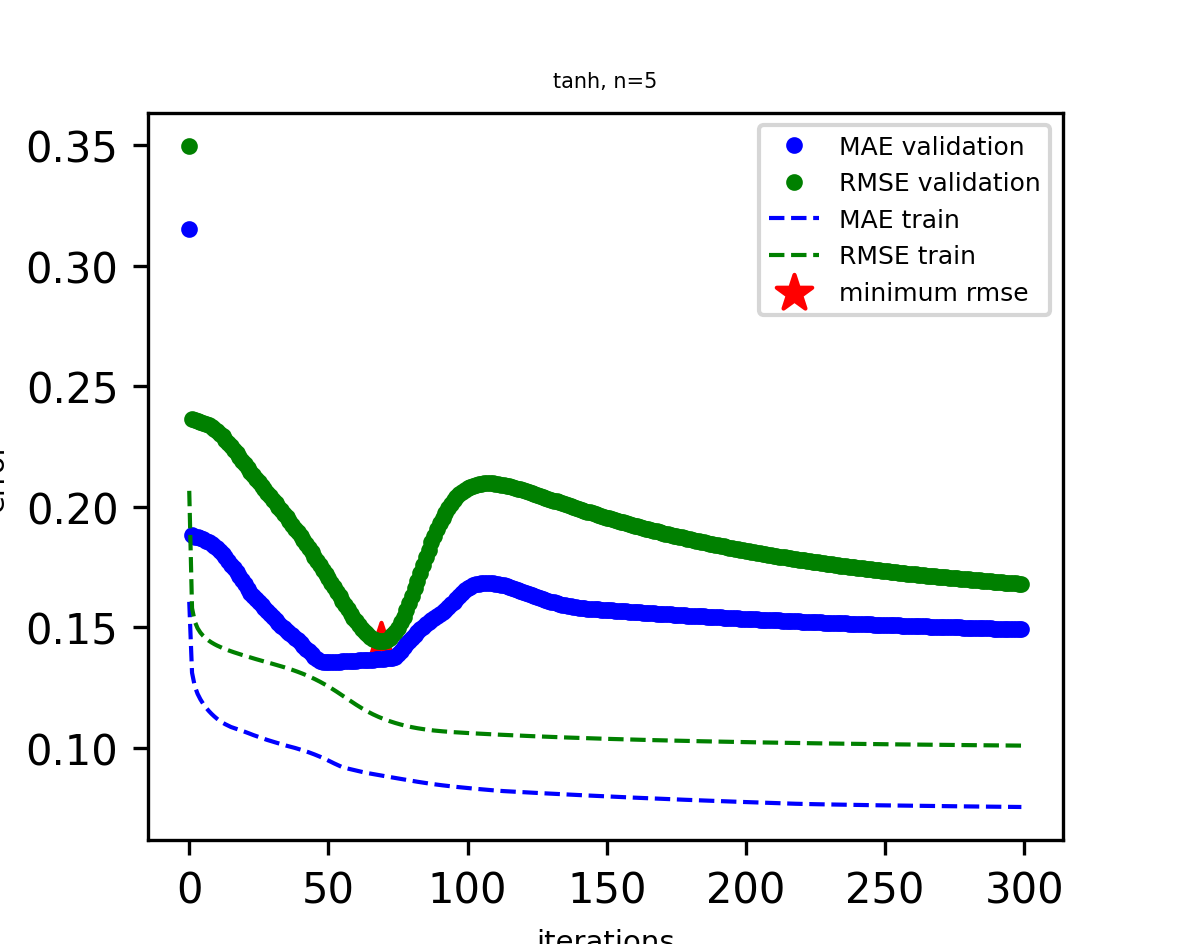 tanh, n=5
0.35
0.30
0.25
0.20
0.15
0.10
MAE validation
RMSE validation
MAE train
RMSE train
minimum rmse
0 50 100 150 200 250 300
iterations